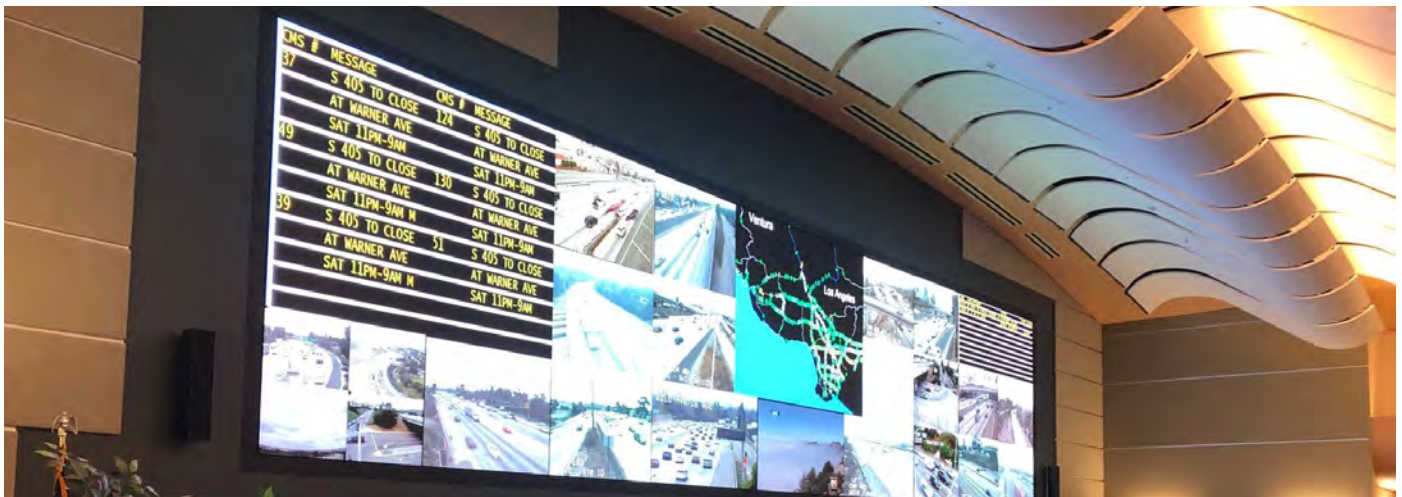 CMS # MESSAGE CMS # MESSAGE
37 S 405 TO CLOSE 124 S 405 TO CLOSE
AT WARNER AVE AT WARNER AVE
SAT 11PM-9AM SAT 11PM-9AM
49 S 405 TO CLOSE 130 S 405 TO CLOSE
AT WARNER AVE AT WARNER AVE
SAT 11PM-9AM M SAT 11PM-9AM
39 S 405 TO CLOSE 51 S 405 TO CLOSE
AT WARNER AVE AT WARNER AVE
SAT 11PM-9AM M SAT 11PM-9AM
Ventura
Los Angeles